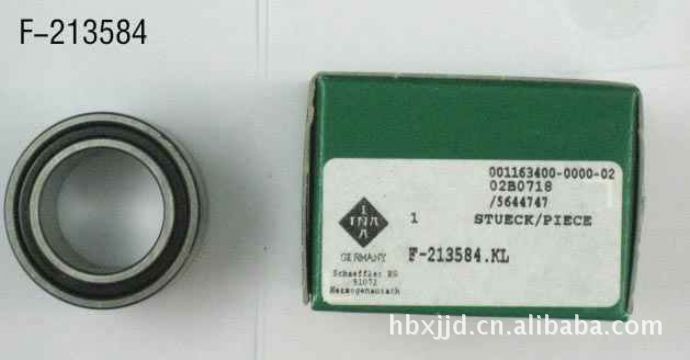 F-213584
001163400-0000-02
02B0718
/5644747
1 STUECK/PIECE
I
INA
A
GERMANY
F-213584.KL
Schaeffler KG
91072
Herzogenaurach
hbxjjd.cn.alibaba.com